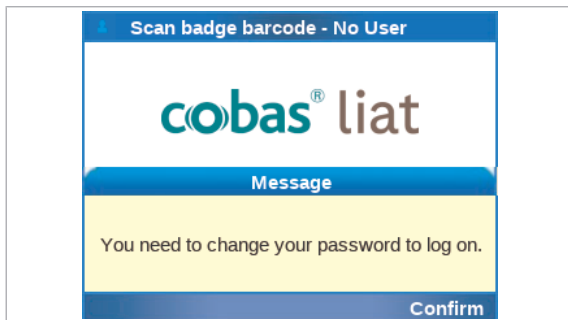 Scan badge barcode - No User
cobas® liat
Message
You need to change your password to log on.
Confirm